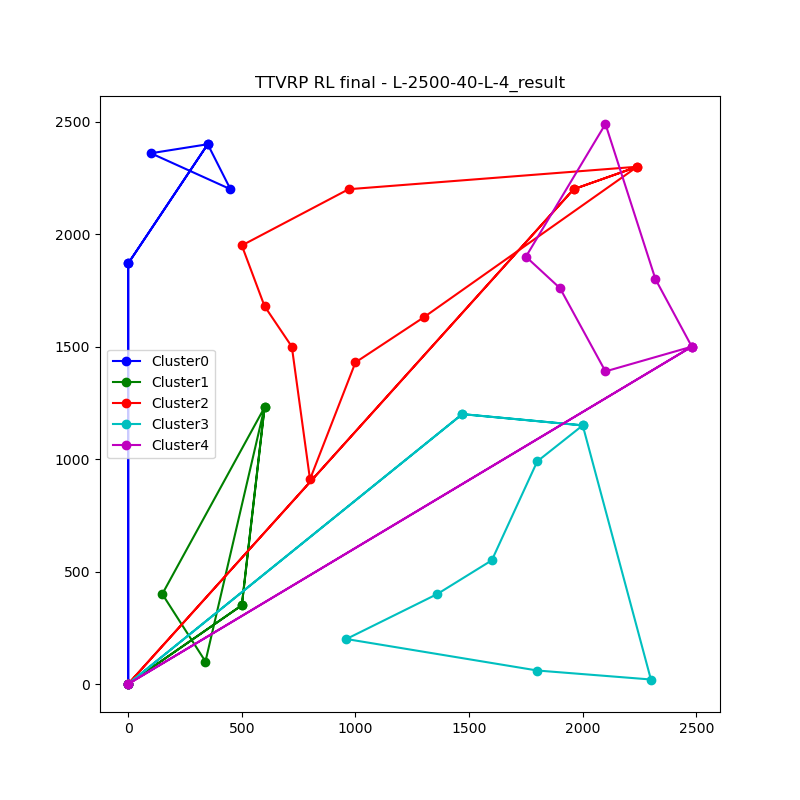 TTVRP RL final - L-2500-40-L-4_result
2500
2000
1500
1000
500
0
Cluster0
Cluster1
Cluster2
Cluster3
Cluster4
0 500 1000 1500 2000 2500